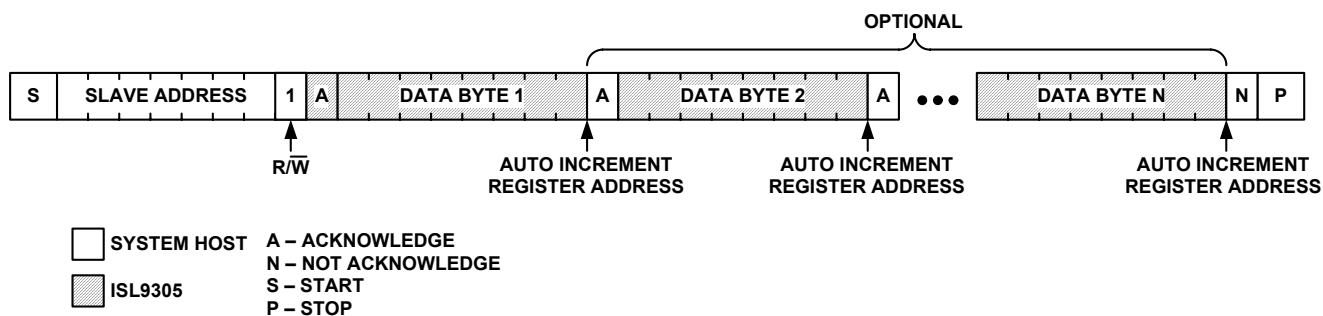 OPTIONAL
S SLAVE ADDRESS 1 A DATA BYTE 1 A DATA BYTE 2 A ●●● DATA BYTE N N P
R/W̅
AUTO INCREMENT
REGISTER ADDRESS
AUTO INCREMENT
REGISTER ADDRESS
AUTO INCREMENT
REGISTER ADDRESS
SYSTEM HOST
ISL9305
A – ACKNOWLEDGE
N – NOT ACKNOWLEDGE
S – START
P – STOP